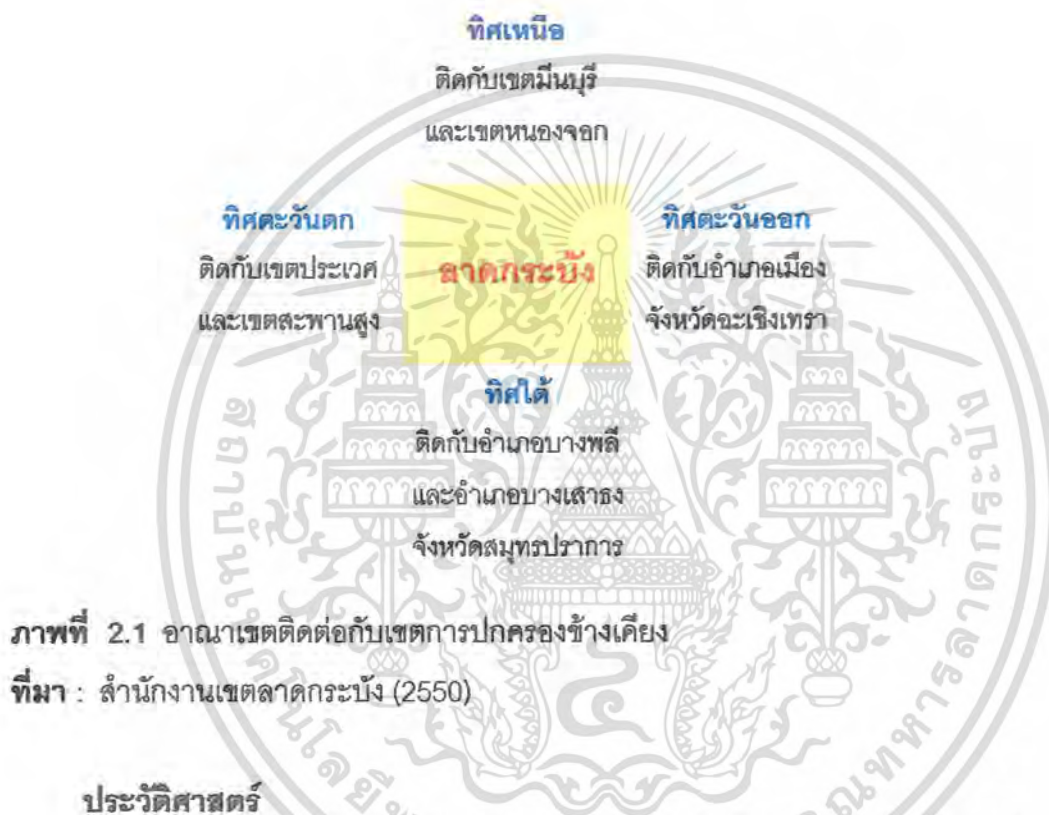 ทิศเหนือ
ติดกับเขตมีนบุรี
และเขตหนองจอก
ทิศตะวันตก
ติดกับเขตประเวศ
และเขตสะพานสูง
ลาดกระบัง
ทิศตะวันออก
ติดกับอำเภอเมือง
จังหวัดฉะเชิงเทรา
ทิศใต้
ติดกับอำเภอบางพลี
และอำเภอบางเสาธง
จังหวัดสมุทรปราการ
ภาพที่ 2.1 อาณาเขตติดต่อกับเขตการปกครองข้างเคียง
ที่มา : สำนักงานเขตลาดกระบัง (2550)
ประวัติศาสตร์